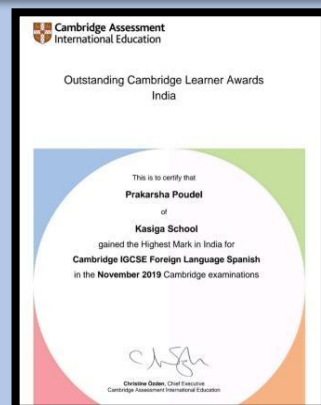 Cambridge Assessment
International Education
Outstanding Cambridge Learner Awards
India
This is to certify that
Prakarsha Poudel
of
Kasiga School
gained the Highest Mark in India for
Cambridge IGCSE Foreign Language Spanish
in the November 2019 Cambridge examinations
Christine Özden, Chief Executive
Cambridge Assessment International Education